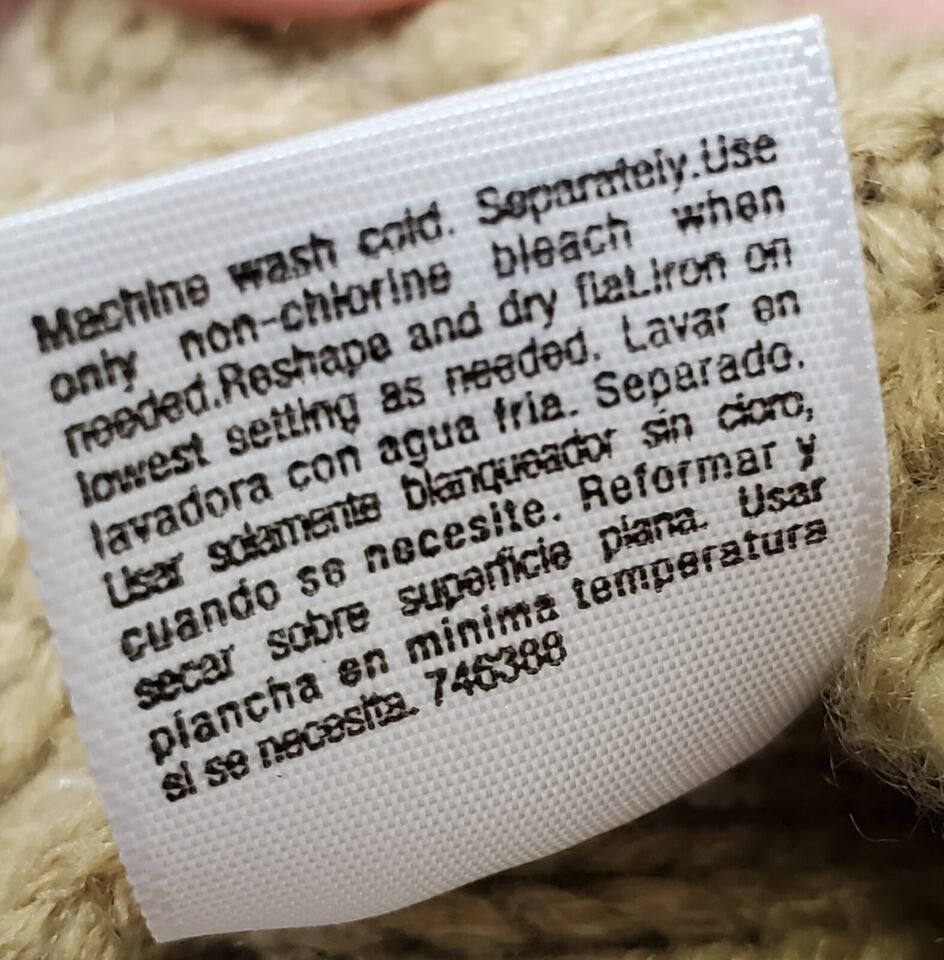 Machine wash cold. Separately.Use
only non-chlorine bleach when
needed.Reshape and dry flat.Iron on
lowest setting as needed. Lavar en
lavadora con agua fria. Separado.
Usar solamente blanqueador sin cloro,
cuando se necesite. Reformar y
secar sobre superficie plana. Usar
plancha en minima temperatura
si se necesita. 746388